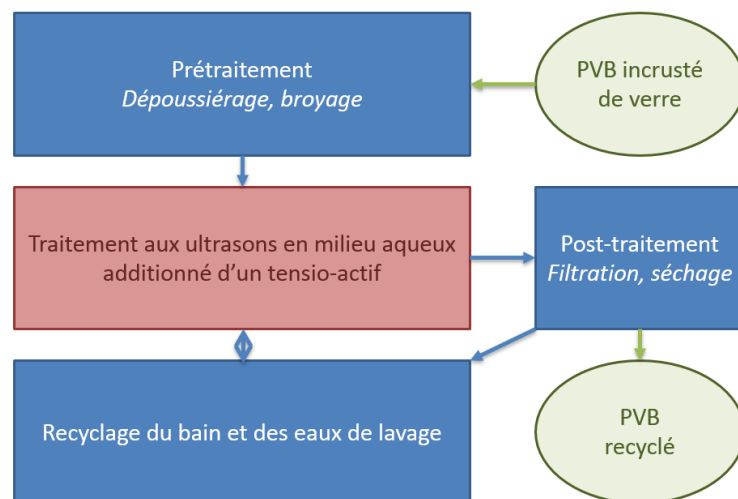 Prétraitement
Dépoussiérage, broyage
PVB incrusté
de verre
Traitement aux ultrasons en milieu aqueux
additionné d'un tensio-actif
Post-traitement
Filtration, séchage
Recyclage du bain et des eaux de lavage
PVB
recyclé